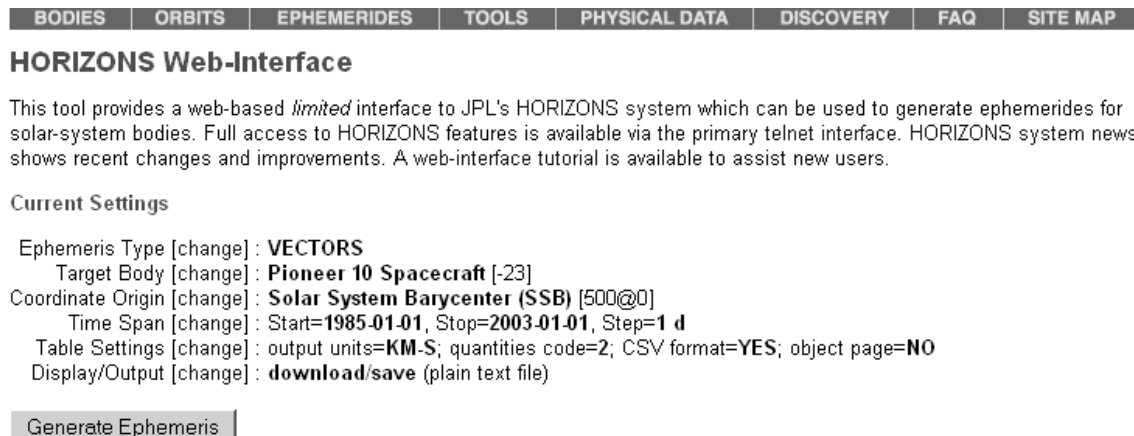 BODIES ORBITS EPHEMERIDES TOOLS PHYSICAL DATA DISCOVERY FAQ SITE MAP
HORIZONS Web-Interface
This tool provides a web-based limited interface to JPL's HORIZONS system which can be used to generate ephemerides for
solar-system bodies. Full access to HORIZONS features is available via the primary telnet interface. HORIZONS system news
shows recent changes and improvements. A web-interface tutorial is available to assist new users.
Current Settings
Ephemeris Type [change] : VECTORS
Target Body [change] : Pioneer 10 Spacecraft [-23]
Coordinate Origin [change] : Solar System Barycenter (SSB) [500@0]
Time Span [change] : Start=1985-01-01, Stop=2003-01-01, Step=1 d
Table Settings [change] : output units=KM-S; quantities code=2; CSV format=YES; object page=NO
Display/Output [change] : download/save (plain text file)
Generate Ephemeris